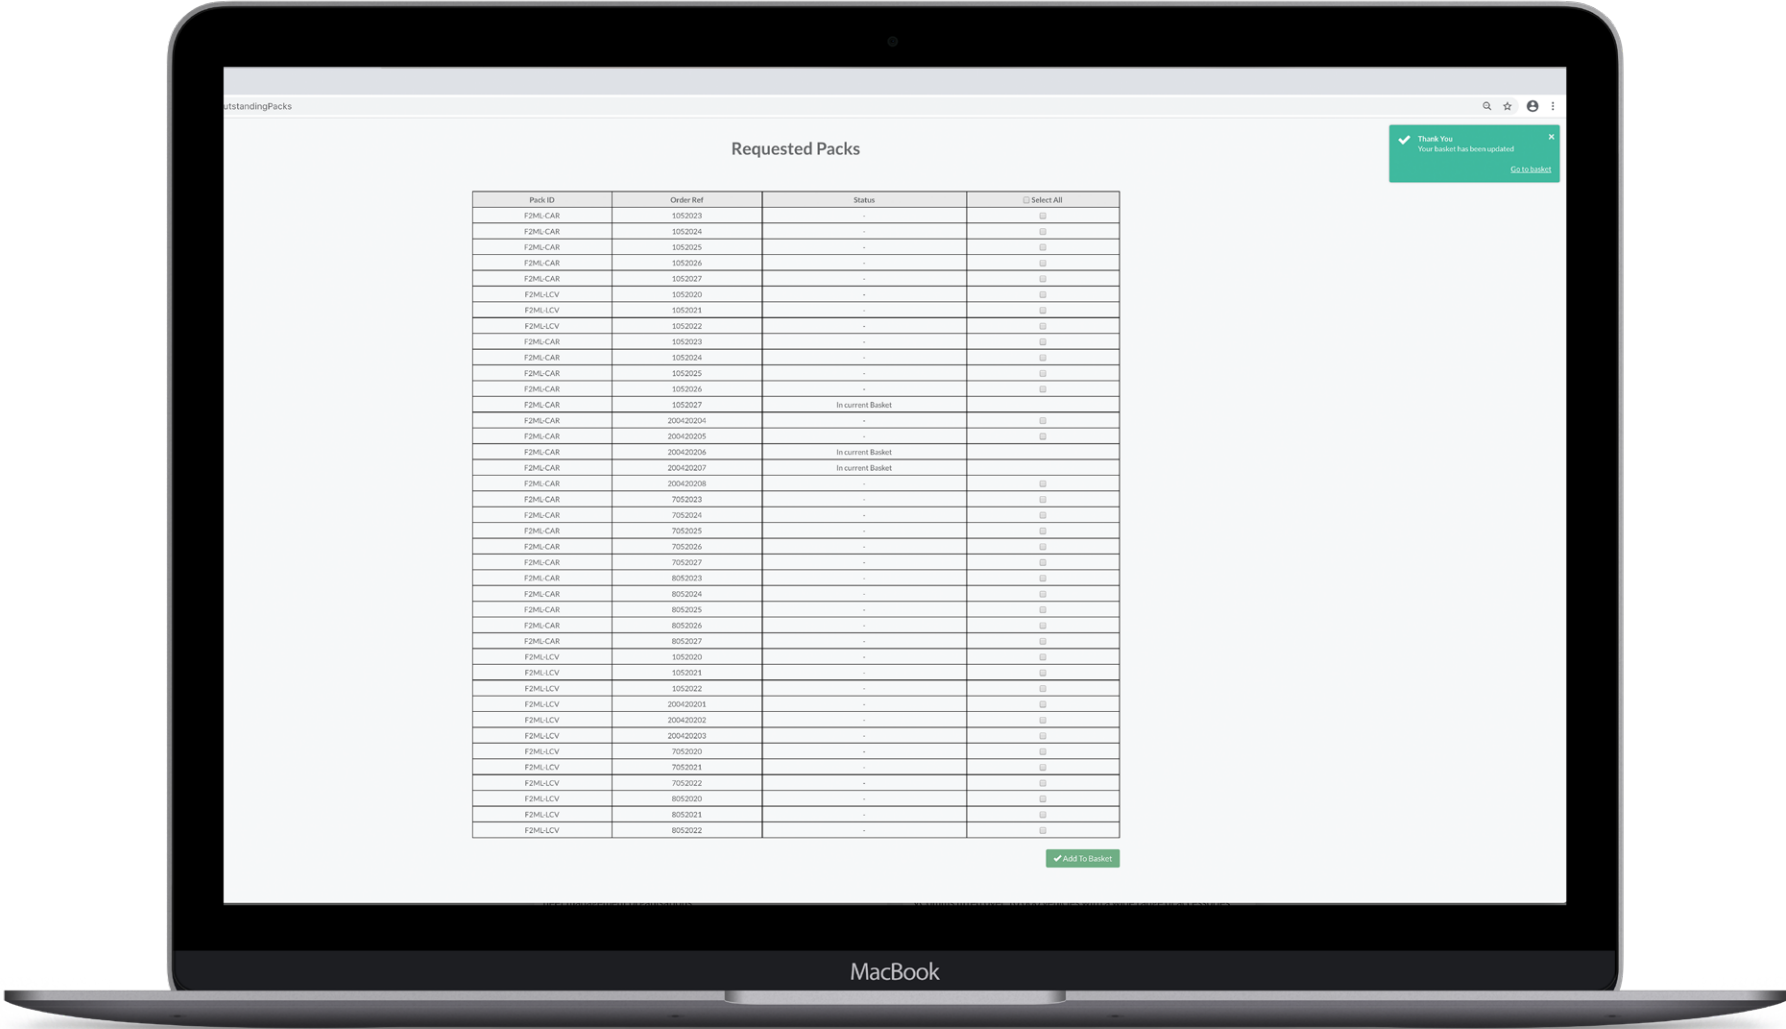 utstandingPacks
Thank You
Your basket has been updated
Go to basket
Requested Packs
Pack ID Order Ref Status Select All
F2ML-CAR 1052023 -
F2ML-CAR 1052024 -
F2ML-CAR 1052025 -
F2ML-CAR 1052026 -
F2ML-CAR 1052027 -
F2ML-LCV 1052020 -
F2ML-LCV 1052021 -
F2ML-LCV 1052022 -
F2ML-CAR 1052023 -
F2ML-CAR 1052024 -
F2ML-CAR 1052025 -
F2ML-CAR 1052026 -
F2ML-CAR 1052027 In current Basket
F2ML-CAR 200420204 -
F2ML-CAR 200420205 -
F2ML-CAR 200420206 In current Basket
F2ML-CAR 200420207 In current Basket
F2ML-CAR 200420208 -
F2ML-CAR 7052023 -
F2ML-CAR 7052024 -
F2ML-CAR 7052025 -
F2ML-CAR 7052026 -
F2ML-CAR 7052027 -
F2ML-CAR 8052023 -
F2ML-CAR 8052024 -
F2ML-CAR 8052025 -
F2ML-CAR 8052026 -
F2ML-CAR 8052027 -
F2ML-LCV 1052020 -
F2ML-LCV 1052021 -
F2ML-LCV 1052022 -
F2ML-LCV 200420201 -
F2ML-LCV 200420202 -
F2ML-LCV 200420203 -
F2ML-LCV 7052020 -
F2ML-LCV 7052021 -
F2ML-LCV 7052022 -
F2ML-LCV 8052020 -
F2ML-LCV 8052021 -
F2ML-LCV 8052022 -
Add To Basket
MacBook